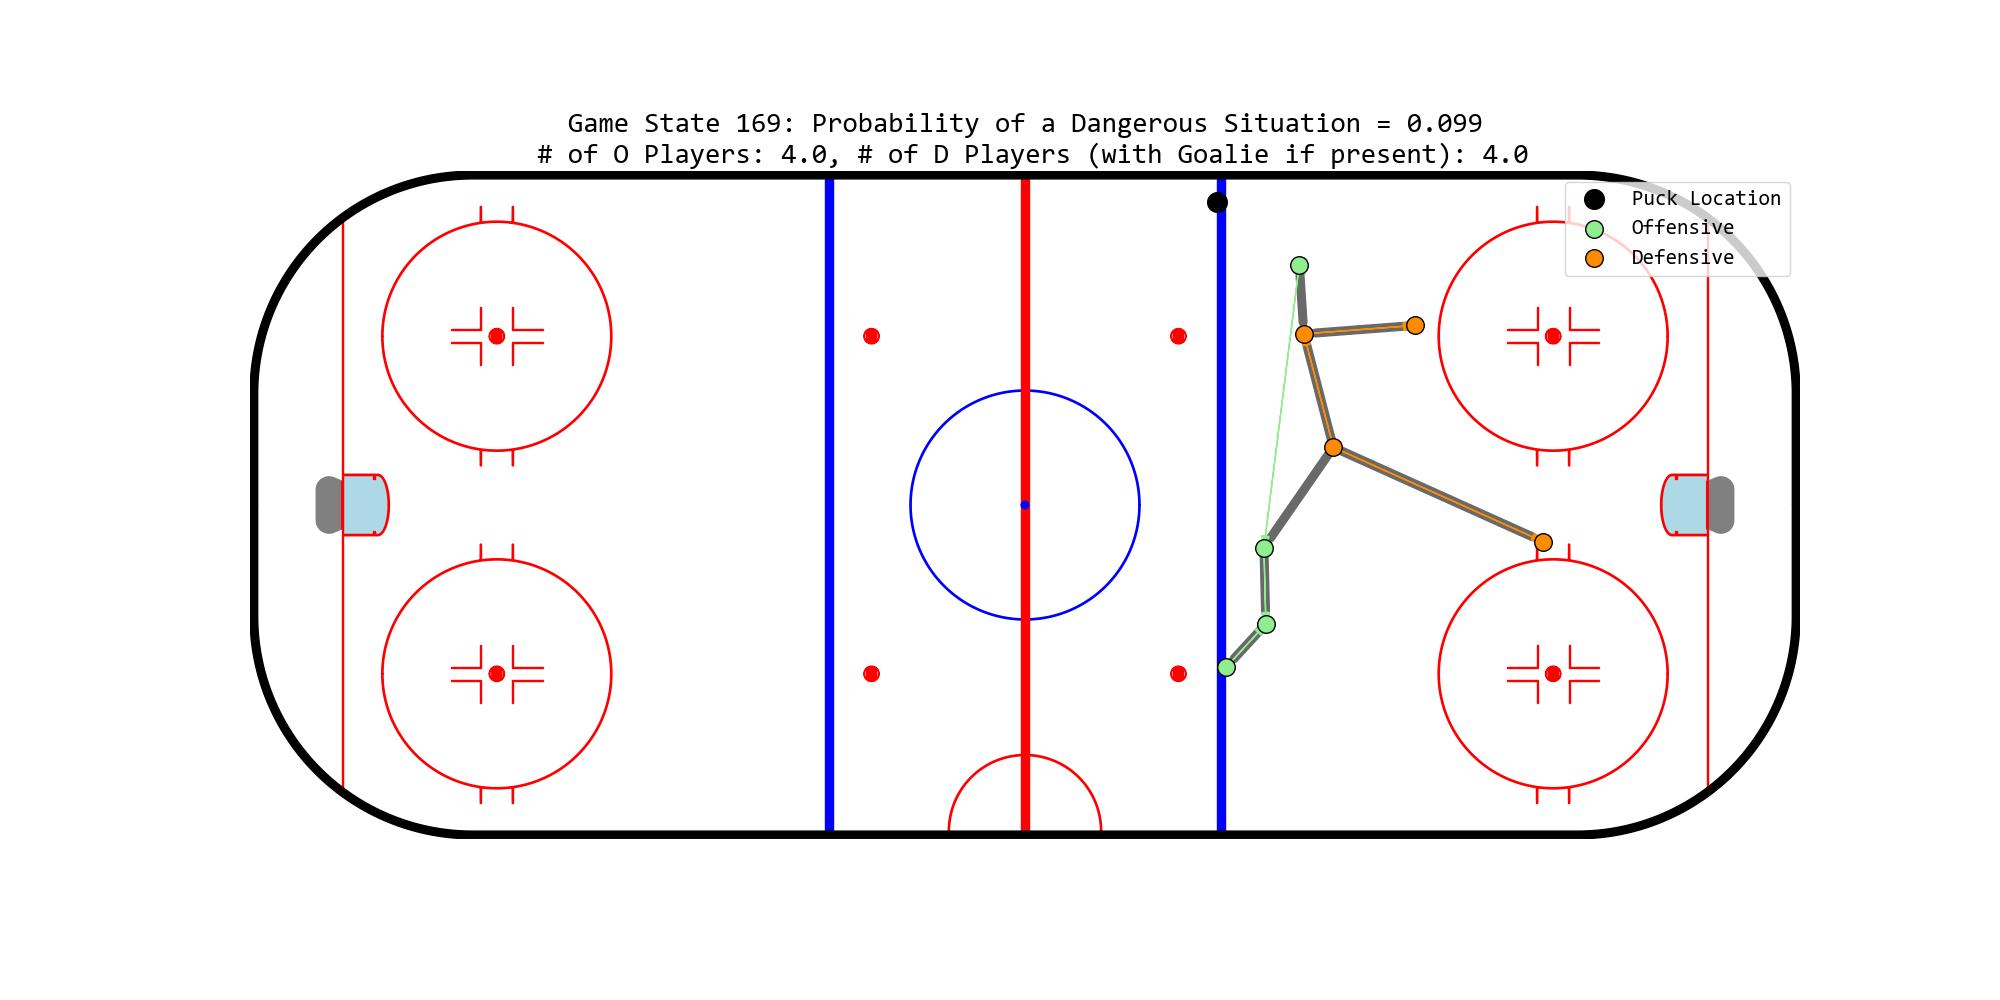 Game State 169: Probability of a Dangerous Situation = 0.099
# of O Players: 4.0, # of D Players (with Goalie if present): 4.0
Puck Location
Offensive
Defensive